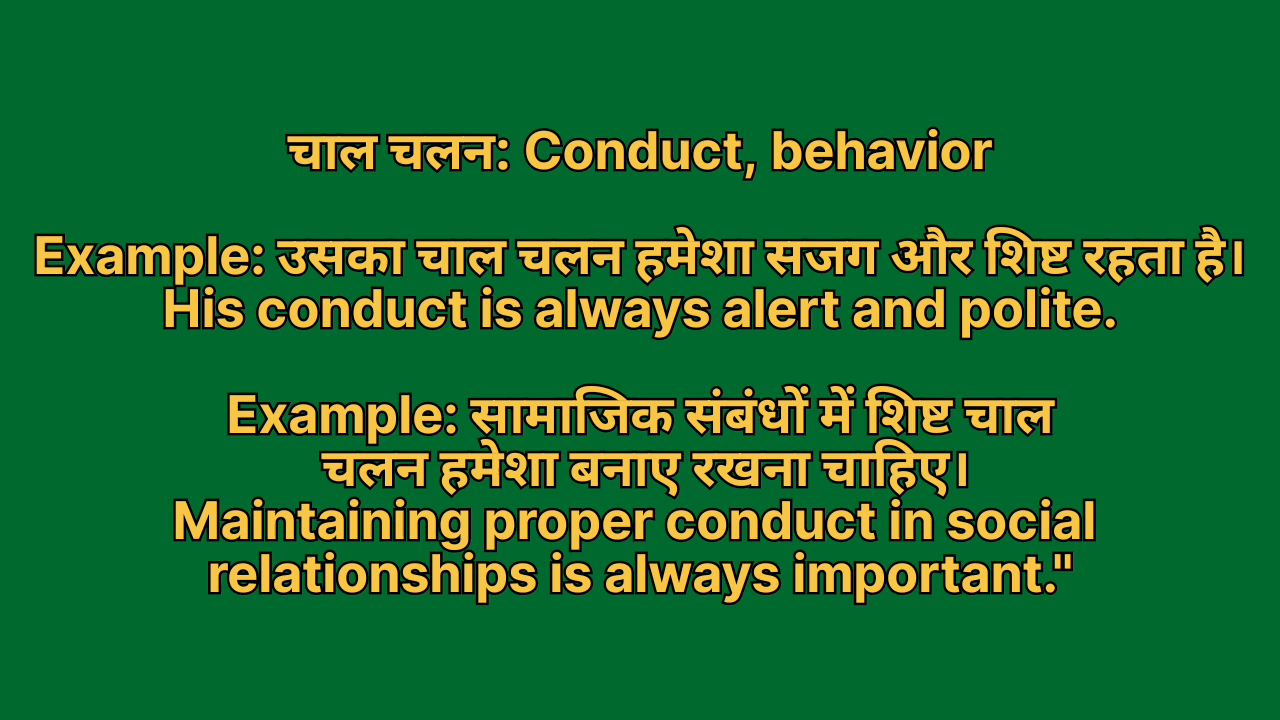 चाल चलन: Conduct, behavior
Example: उसका चाल चलन हमेशा सजग और शिष्ट रहता है।
His conduct is always alert and polite.
Example: सामाजिक संबंधों में शिष्ट चाल
चलन हमेशा बनाए रखना चाहिए।
Maintaining proper conduct in social
relationships is always important."